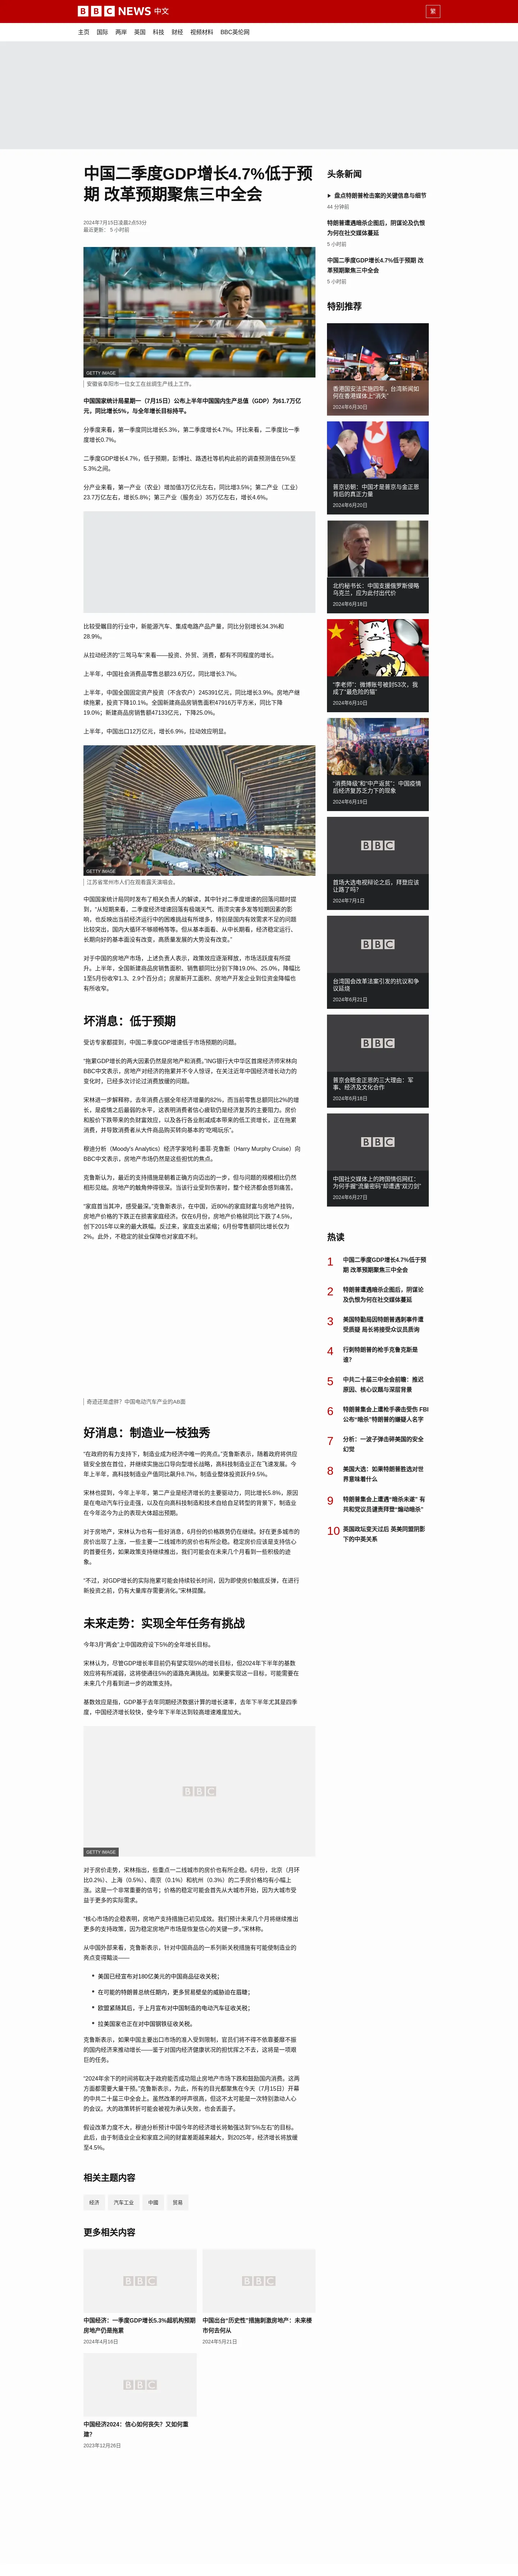 BBC NEWS 中文
繁
主页 国际 两岸 英国 科技 财经 视频材料 BBC英伦网
中国二季度GDP增长4.7%低于预
期 改革预期聚焦三中全会
2024年7月15日凌晨2点53分
最近更新： 5 小时前
GETTY IMAGE
安徽省阜阳市一位女工在丝绸生产线上工作。
中国国家统计局星期一（7月15日）公布上半年中国国内生产总值（GDP）为61.7万亿
元，同比增长5%，与全年增长目标持平。
分季度来看，第一季度同比增长5.3%，第二季度增长4.7%。环比来看，二季度比一季
度增长0.7%。
二季度GDP增长4.7%，低于预期，彭博社、路透社等机构此前的调查预测值在5%至
5.3%之间。
分产业来看，第一产业（农业）增加值3万亿元左右，同比增3.5%；第二产业（工业）
23.7万亿左右，增长5.8%；第三产业（服务业）35万亿左右，增长4.6%。
比较受瞩目的行业中，新能源汽车、集成电路产品产量，同比分别增长34.3%和
28.9%。
从拉动经济的“三驾马车”来看——投资、外贸、消费，都有不同程度的增长。
上半年，中国社会消费品零售总额23.6万亿，同比增长3.7%。
上半年，中国全国固定资产投资（不含农户）245391亿元，同比增长3.9%。房地产继
续拖累，投资下降10.1%。全国新建商品房销售面积47916万平方米，同比下降
19.0%；新建商品房销售额47133亿元，下降25.0%。
上半年，中国出口12万亿元，增长6.9%，拉动效应明显。
GETTY IMAGE
江苏省常州市人们在观看露天演唱会。
中国国家统计局同时发布了相关负责人的解读，其中针对二季度增速的回落问题时提
到，“从短期来看，二季度经济增速回落有极端天气、雨涝灾害多发等短期因素的影
响，也反映出当前经济运行中的困难挑战有所增多，特别是国内有效需求不足的问题
比较突出，国内大循环不够顺畅等等。但从基本面看、从中长期看，经济稳定运行、
长期向好的基本面没有改变，高质量发展的大势没有改变。”
对于中国的房地产市场，上述负责人表示，政策效应逐渐释放，市场活跃度有所提
升。上半年，全国新建商品房销售面积、销售额同比分别下降19.0%、25.0%，降幅比
1至5月份收窄1.3、2.9个百分点；房屋新开工面积、房地产开发企业到位资金降幅也
有所收窄。
坏消息：低于预期
受访专家都提到，中国二季度GDP增速低于市场预期的问题。
“拖累GDP增长的两大因素仍然是房地产和消费。”ING银行大中华区首席经济师宋林向
BBC中文表示，房地产对经济的拖累并不令人惊讶，在关注近年中国经济增长动力的
变化时，已经多次讨论过消费放缓的问题。
宋林进一步解释称，去年消费占据全年经济增量的82%，而当前零售总额同比2%的增
长，是疫情之后最弱的水平，这表明消费者信心疲软仍是经济复苏的主要阻力。房价
和股价下跌带来的负财富效应，以及各行各业削减成本带来的低工资增长，正在拖累
消费，并导致消费者从大件商品购买转向基本的“吃喝玩乐”。
穆迪分析（Moody's Analytics）经济学家哈利·墨菲·克鲁斯（Harry Murphy Cruise）向
BBC中文表示，房地产市场仍然是这些担忧的焦点。
克鲁斯认为，最近的支持措施是朝着正确方向迈出的一步，但与问题的规模相比仍然
相形见绌。房地产的触角伸得很深。当该行业受到伤害时，整个经济都会感到痛苦。
“家庭首当其冲，感受最深。”克鲁斯表示，在中国，近80%的家庭财富与房地产挂钩，
房地产价格的下跌正在损害家庭经济。仅在6月份，房地产价格就同比下跌了4.5%，
创下2015年以来的最大跌幅。反过来，家庭支出紧缩；6月份零售额同比增长仅为
2%。此外，不稳定的就业保障也对家庭不利。
奇迹还是虚胖？中国电动汽车产业的AB面
好消息：制造业一枝独秀
“在政府的有力支持下，制造业成为经济中唯一的亮点。”克鲁斯表示，随着政府将供应
链安全放在首位，并继续实施出口导向型增长战略，高科技制造业正在飞速发展。今
年上半年，高科技制造业产值同比飙升8.7%，制造业整体投资跃升9.5%。
宋林也提到，今年上半年，第二产业是经济增长的主要驱动力，同比增长5.8%，原因
是在电动汽车行业走强，以及在向高科技制造和技术自给自足转型的背景下，制造业
在今年迄今为止的表现大体超出预期。
对于房地产，宋林认为也有一些好消息，6月份的价格跌势仍在继续。好在更多城市的
房价出现了上涨，一些主要一二线城市的房价也有所企稳。稳定房价应该是支持信心
的首要任务，如果政策支持继续推出，我们可能会在未来几个月看到一些积极的迹
象。
“不过，对GDP增长的实际拖累可能会持续较长时间，因为即使房价触底反弹，在进行
新投资之前，仍有大量库存需要消化。”宋林提醒。
未来走势：实现全年任务有挑战
今年3月“两会”上中国政府设下5%的全年增长目标。
宋林认为，尽管GDP增长率目前仍有望实现5%的增长目标，但2024年下半年的基数
效应将有所减弱，这将使通往5%的道路充满挑战。如果要实现这一目标，可能需要在
未来几个月看到进一步的政策支持。
基数效应是指，GDP基于去年同期经济数据计算的增长速率，去年下半年尤其是四季
度，中国经济增长较快，使今年下半年达到较高增速难度加大。
BBC
GETTY IMAGE
对于房价走势，宋林指出，些重点一二线城市的房价也有所企稳。6月份，北京（月环
比0.2%）、上海（0.5%）、南京（0.1%）和杭州（0.3%）的二手房价格均有小幅上
涨。这是一个非常重要的信号；价格的稳定可能会首先从大城市开始，因为大城市受
益于更多的实际需求。
“核心市场的企稳表明，房地产支持措施已初见成效。我们预计未来几个月将继续推出
更多的支持政策，因为稳定房地产市场是恢复信心的关键一步。”宋林称。
从中国外部来看，克鲁斯表示，针对中国商品的一系列新关税措施有可能使制造业的
亮点变得黯淡——
美国已经宣布对180亿美元的中国商品征收关税；
在可能的特朗普总统任期内，更多贸易壁垒的威胁迫在眉睫；
欧盟紧随其后，于上月宣布对中国制造的电动汽车征收关税；
拉美国家也正在对中国钢铁征收关税。
克鲁斯表示，如果中国主要出口市场的准入受到限制，官员们将不得不依靠萎靡不振
的国内经济来推动增长——鉴于对国内经济健康状况的担忧挥之不去，这将是一项艰
巨的任务。
“2024年余下的时间将取决于政府能否成功阻止房地产市场下跌和鼓励国内消费。这两
方面都需要大量干预。”克鲁斯表示，为此，所有的目光都聚焦在今天（7月15日）开幕
的中共二十届三中全会上。虽然改革的呼声很高，但这不太可能是一次特别激动人心
的会议。大的政策转折可能会被视为承认失败，也会丢面子。
假设改革力度不大，穆迪分析预计中国今年的经济增长将勉强达到“5%左右”的目标。
此后，由于制造业企业和家庭之间的财富差距越来越大，到2025年，经济增长将放缓
至4.5%。
相关主题内容
经济 汽车工业 中國 贸易
更多相关内容
BBC
中国经济：一季度GDP增长5.3%超机构预期
房地产仍是拖累
2024年4月16日
BBC
中国出台“历史性”措施刺激房地产：未来楼
市何去何从
2024年5月21日
BBC
中国经济2024：信心如何丧失？又如何重
建？
2023年12月26日
头条新闻
盘点特朗普枪击案的关键信息与细节
44 分钟前
特朗普遭遇暗杀企图后，阴谋论及仇恨
为何在社交媒体蔓延
5 小时前
中国二季度GDP增长4.7%低于预期 改
革预期聚焦三中全会
5 小时前
特别推荐
香港国安法实施四年，台湾新闻如
何在香港媒体上“消失”
2024年6月30日
普京访朝：中国才是普京与金正恩
背后的真正力量
2024年6月20日
北约秘书长：中国支援俄罗斯侵略
乌克兰，应为此付出代价
2024年6月18日
“李老师”：微博账号被封53次，我
成了“最危险的猫”
2024年6月10日
“消费降级”和“中产返贫”：中国疫情
后经济复苏乏力下的现象
2024年6月19日
BBC
首场大选电视辩论之后，拜登应该
让路了吗？
2024年7月1日
BBC
台湾国会改革法案引发的抗议和争
议延烧
2024年6月21日
BBC
普京会晤金正恩的三大理由：军
事、经济及文化合作
2024年6月18日
BBC
中国社交媒体上的跨国情侣网红：
为何手握“流量密码”却遭遇“双刃剑”
2024年6月27日
热读
1 中国二季度GDP增长4.7%低于预
期 改革预期聚焦三中全会
2 特朗普遭遇暗杀企图后，阴谋论
及仇恨为何在社交媒体蔓延
3 美国特勤局因特朗普遇刺事件遭
受质疑 局长将接受众议员质询
4 行刺特朗普的枪手克鲁克斯是
谁？
5 中共二十届三中全会前瞻：推迟
原因、核心议题与深层背景
6 特朗普集会上遭枪手袭击受伤 FBI
公布“暗杀”特朗普的嫌疑人名字
7 分析：一波子弹击碎美国的安全
幻觉
8 美国大选：如果特朗普胜选对世
界意味着什么
9 特朗普集会上遭遇“暗杀未遂” 有
共和党议员谴责拜登“煽动暗杀”
10 英国政坛变天过后 英美同盟阴影
下的中英关系